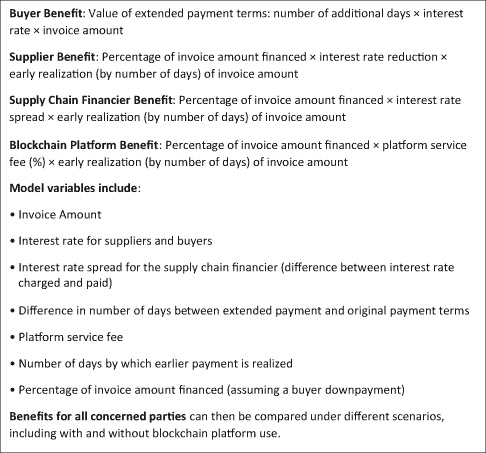 Buyer Benefit: Value of extended payment terms: number of additional days × interest
rate × invoice amount
Supplier Benefit: Percentage of invoice amount financed × interest rate reduction ×
early realization (by number of days) of invoice amount
Supply Chain Financier Benefit: Percentage of invoice amount financed × interest rate
spread × early realization (by number of days) of invoice amount
Blockchain Platform Benefit: Percentage of invoice amount financed × platform service
fee (%) × early realization (by number of days) of invoice amount
Model variables include:
• Invoice Amount
• Interest rate for suppliers and buyers
• Interest rate spread for the supply chain financier (difference between interest rate
charged and paid)
• Difference in number of days between extended payment and original payment terms
• Platform service fee
• Number of days by which earlier payment is realized
• Percentage of invoice amount financed (assuming a buyer downpayment)
Benefits for all concerned parties can then be compared under different scenarios,
including with and without blockchain platform use.